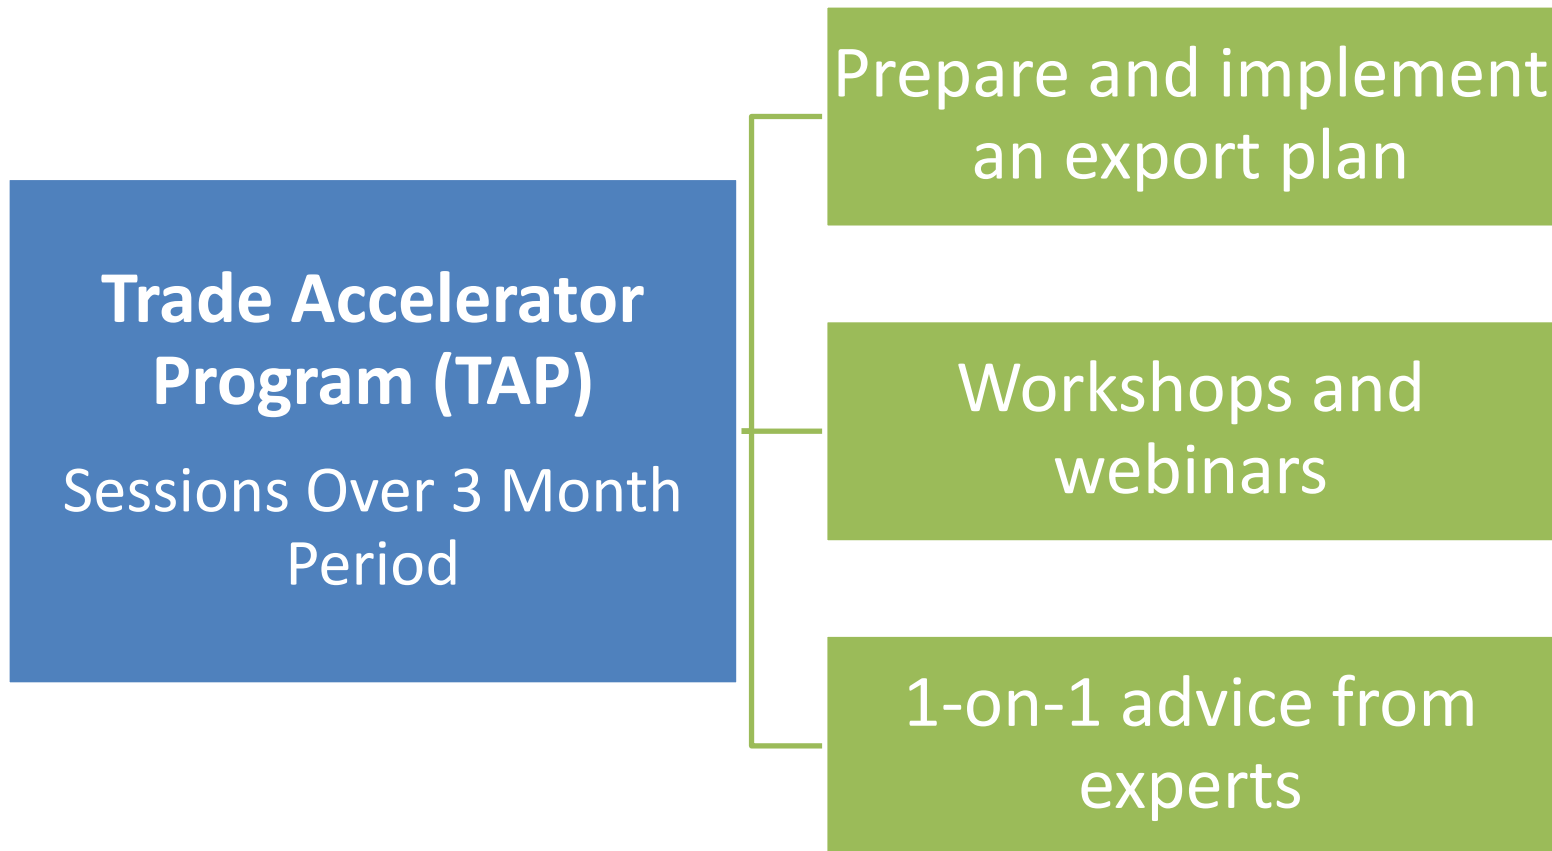 Trade Accelerator
Program (TAP)
Sessions Over 3 Month
Period
Prepare and implement
an export plan
Workshops and
webinars
1-on-1 advice from
experts